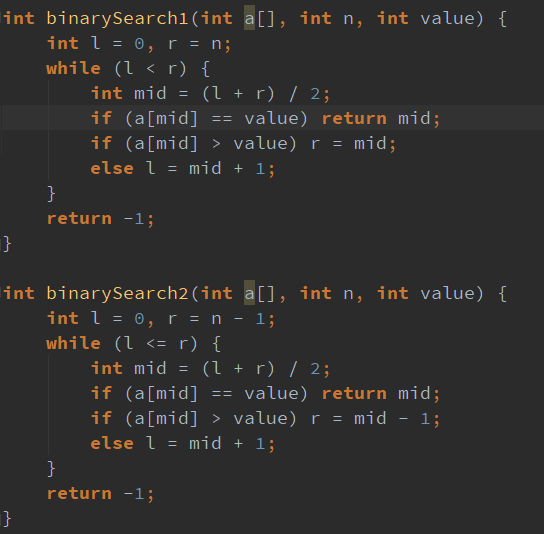 int binarySearch1(int a[], int n, int value) {
    int l = 0, r = n;
    while (l < r) {
        int mid = (l + r) / 2;
        if (a[mid] == value) return mid;
        if (a[mid] > value) r = mid;
        else l = mid + 1;
    }
    return -1;
}

int binarySearch2(int a[], int n, int value) {
    int l = 0, r = n - 1;
    while (l <= r) {
        int mid = (l + r) / 2;
        if (a[mid] == value) return mid;
        if (a[mid] > value) r = mid - 1;
        else l = mid + 1;
    }
    return -1;
}